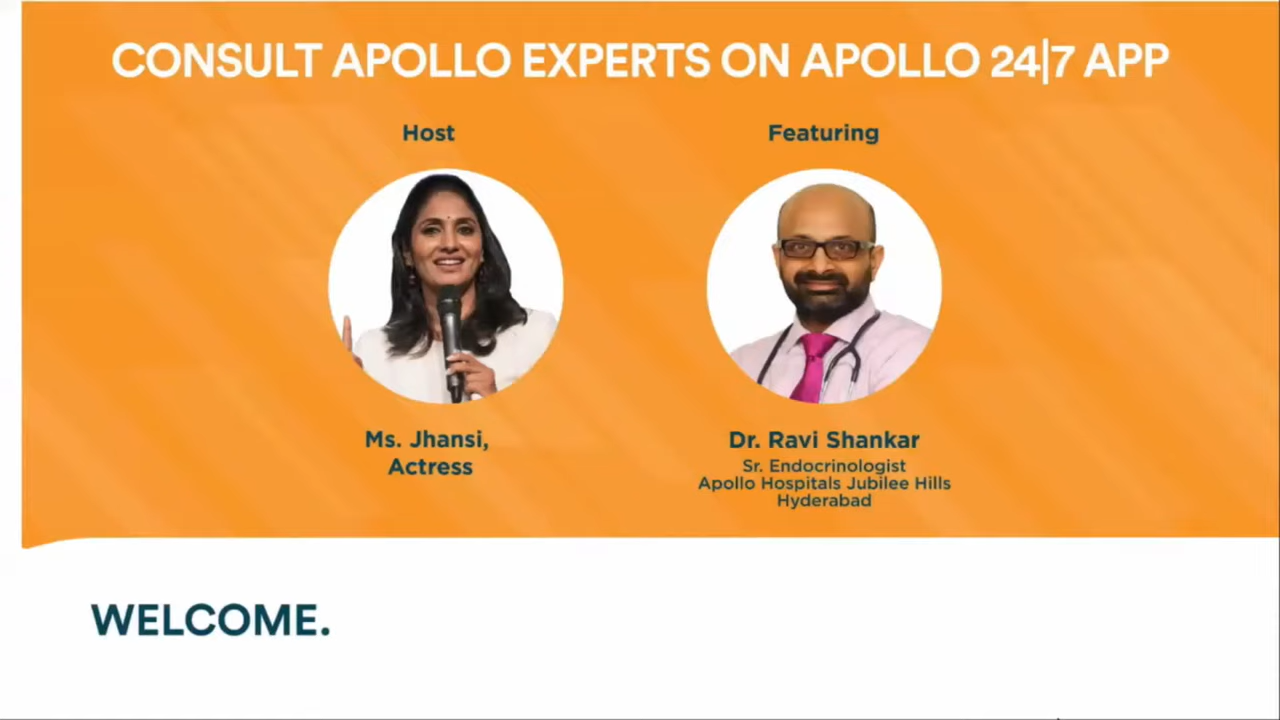 CONSULT APOLLO EXPERTS ON APOLLO 24|7 APP
Host
Featuring
Ms. Jhansi,
Actress
Dr. Ravi Shankar
Sr. Endocrinologist
Apollo Hospitals Jubilee Hills
Hyderabad
WELCOME.